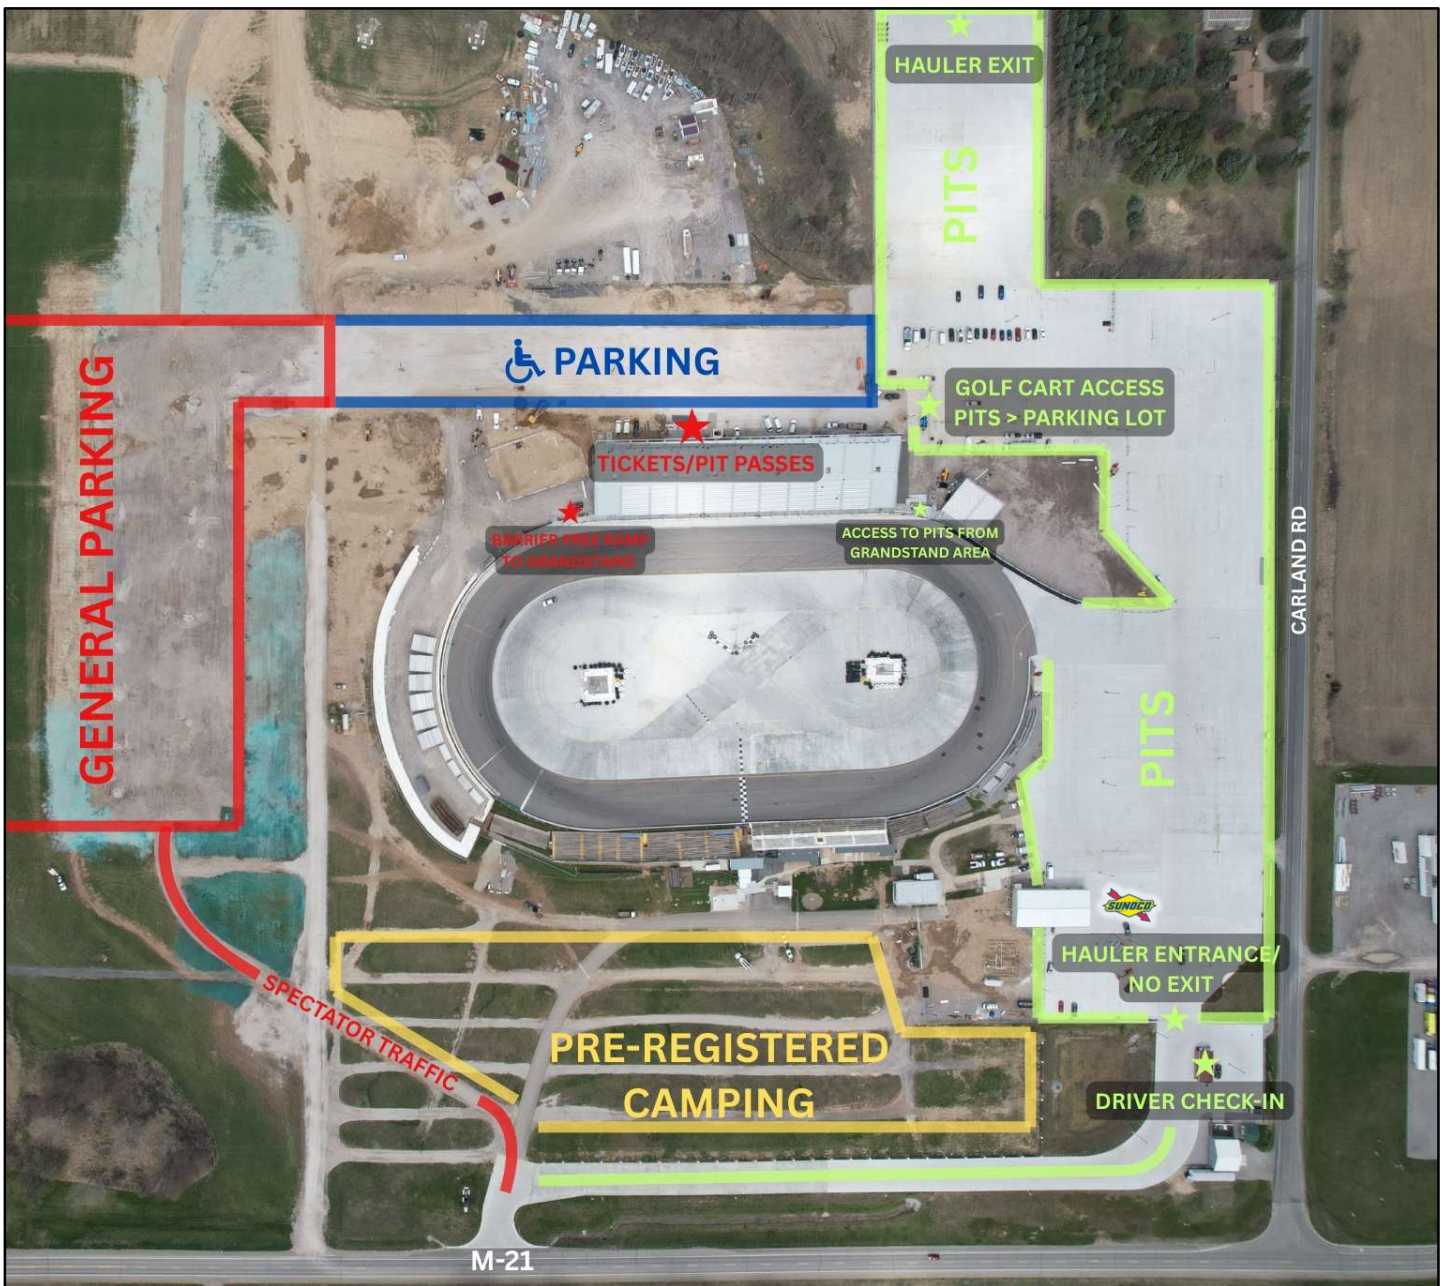 HAULER EXIT
PITS
PARKING
GENERAL PARKING
GOLF CART ACCESS
PITS > PARKING LOT
TICKETS/PIT PASSES
BARRIER FREE RAMP
TO GRANDSTAND
ACCESS TO PITS FROM
GRANDSTAND AREA
CARLAND RD
PITS
SUNOCO
HAULER ENTRANCE/
NO EXIT
SPECTATOR TRAFFIC
PRE-REGISTERED
CAMPING
DRIVER CHECK-IN
M-21